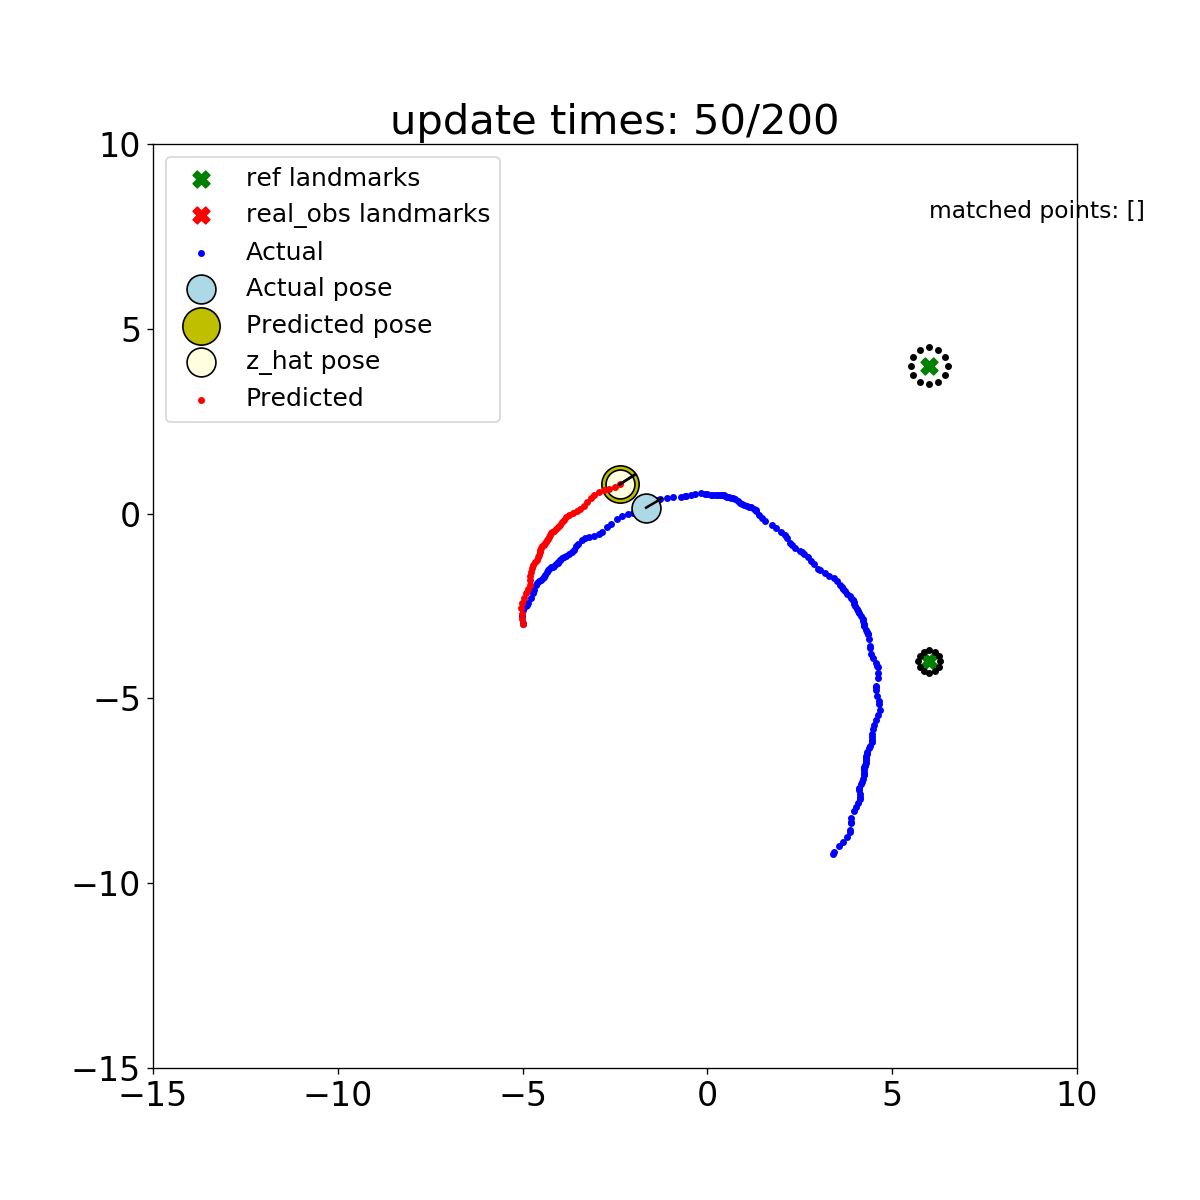 update times: 50/200
ref landmarks
real_obs landmarks
Actual
Actual pose
Predicted pose
z_hat pose
Predicted
matched points: []
10
5
0
−5
−10
−15
−15 −10 −5 0 5 10